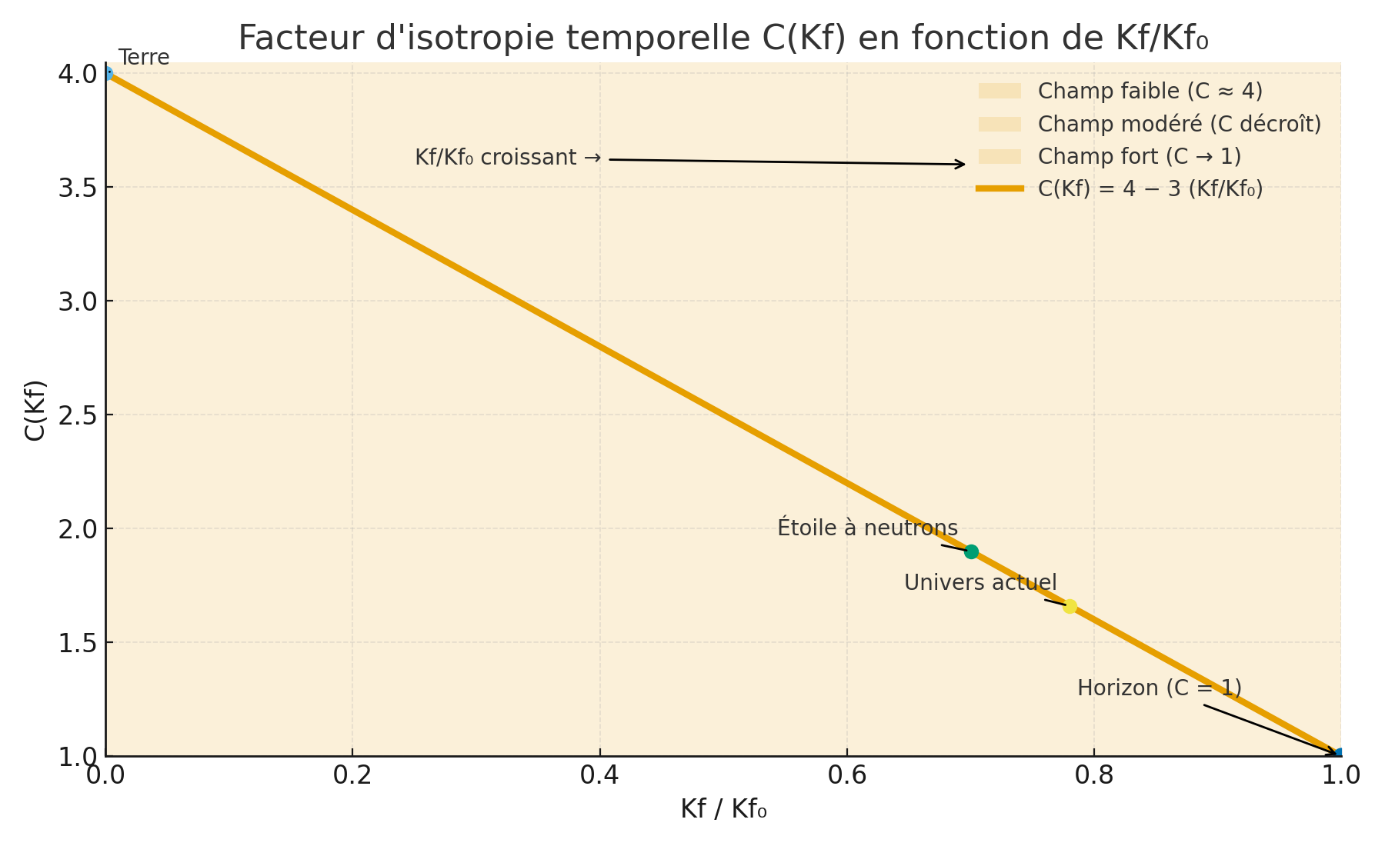 Facteur d'isotropie temporelle C(Kf) en fonction de Kf/Kf₀
Terre
Champ faible (C ≈ 4)
Champ modéré (C décroît)
Champ fort (C → 1)
C(Kf) = 4 − 3 (Kf/Kf₀)
Kf/Kf₀ croissant →
Étoile à neutrons
Univers actuel
Horizon (C = 1)
C(Kf)
4.0
3.5
3.0
2.5
2.0
1.5
1.0
0.0
0.2
0.4
0.6
0.8
1.0
Kf / Kf₀